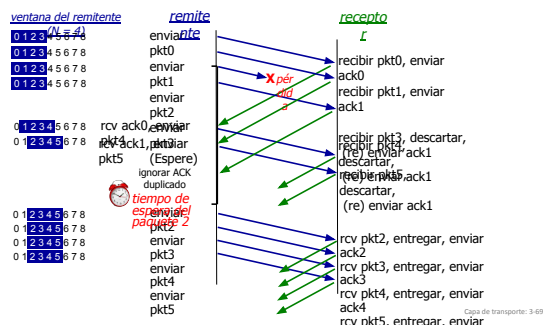 ventana del remitente
(N = 4)
remite
nte
recepto
r
0 1 2 3 4 5 6 7 8
0 1 2 3 4 5 6 7 8
0 1 2 3 4 5 6 7 8
0 1 2 3 4 5 6 7 8
enviar
pkt0
enviar
pkt1
enviar
pkt2
enviar
pkt3
(Espere)
X pér
did
a
recibir pkt0, enviar
ack0
recibir pkt1, enviar
ack1
recibir pkt3, descartar,
(re) enviar ack1
recibir pkt4,
descartar,
(re) enviar ack1
recibir pkt5,
descartar,
(re) enviar ack1
0 1 2 3 4 5 6 7 8
rcv ack0, enviar
pkt4
0 1 2 3 4 5 6 7 8
rcv ack1, enviar
pkt5
ignorar ACK
duplicado
tiempo de
espera del
paquete 2
0 1 2 3 4 5 6 7 8
0 1 2 3 4 5 6 7 8
0 1 2 3 4 5 6 7 8
0 1 2 3 4 5 6 7 8
enviar
pkt2
enviar
pkt3
enviar
pkt4
enviar
pkt5
rcv pkt2, entregar, enviar
ack2
rcv pkt3, entregar, enviar
ack3
rcv pkt4, entregar, enviar
ack4
rcv pkt5, entregar, enviar
Capa de transporte: 3-69